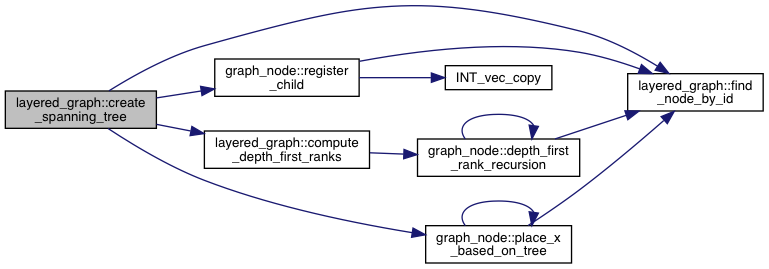 layered_graph::create
_spanning_tree
graph_node::register
_child
INT_vec_copy
layered_graph::find
_node_by_id
layered_graph::compute
_depth_first_ranks
graph_node::depth_first
_rank_recursion
graph_node::place_x
_based_on_tree